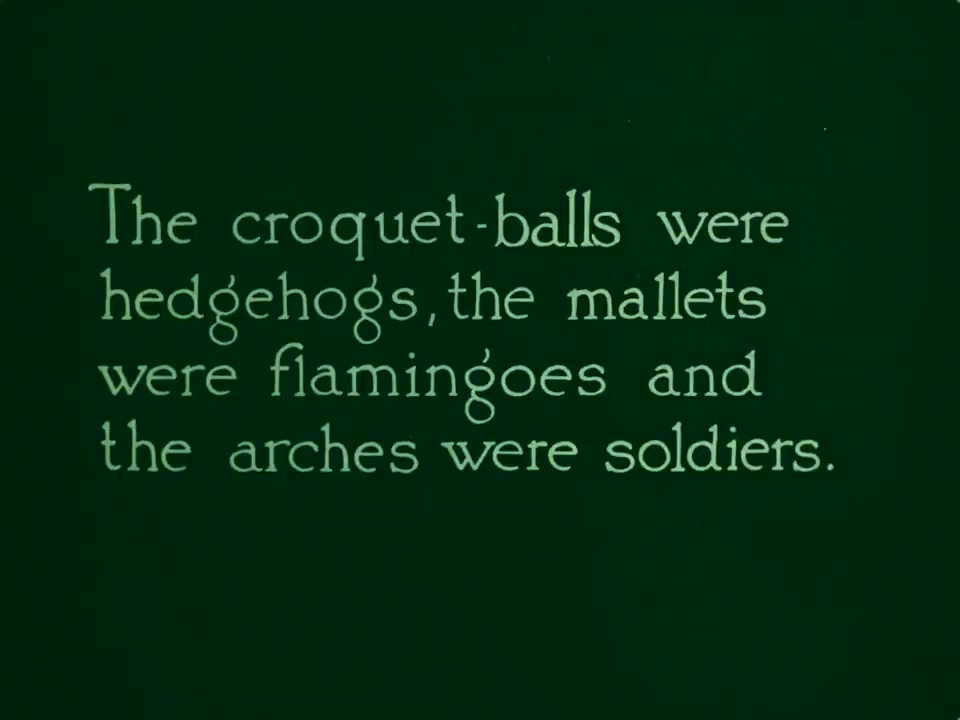 The croquet-balls were
hedgehogs, the mallets
were flamingoes and
the arches were soldiers.